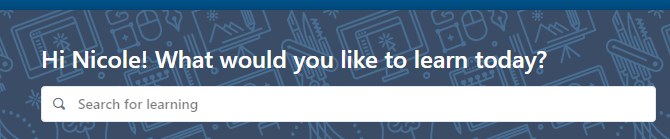 Hi Nicole! What would you like to learn today?
Search for learning